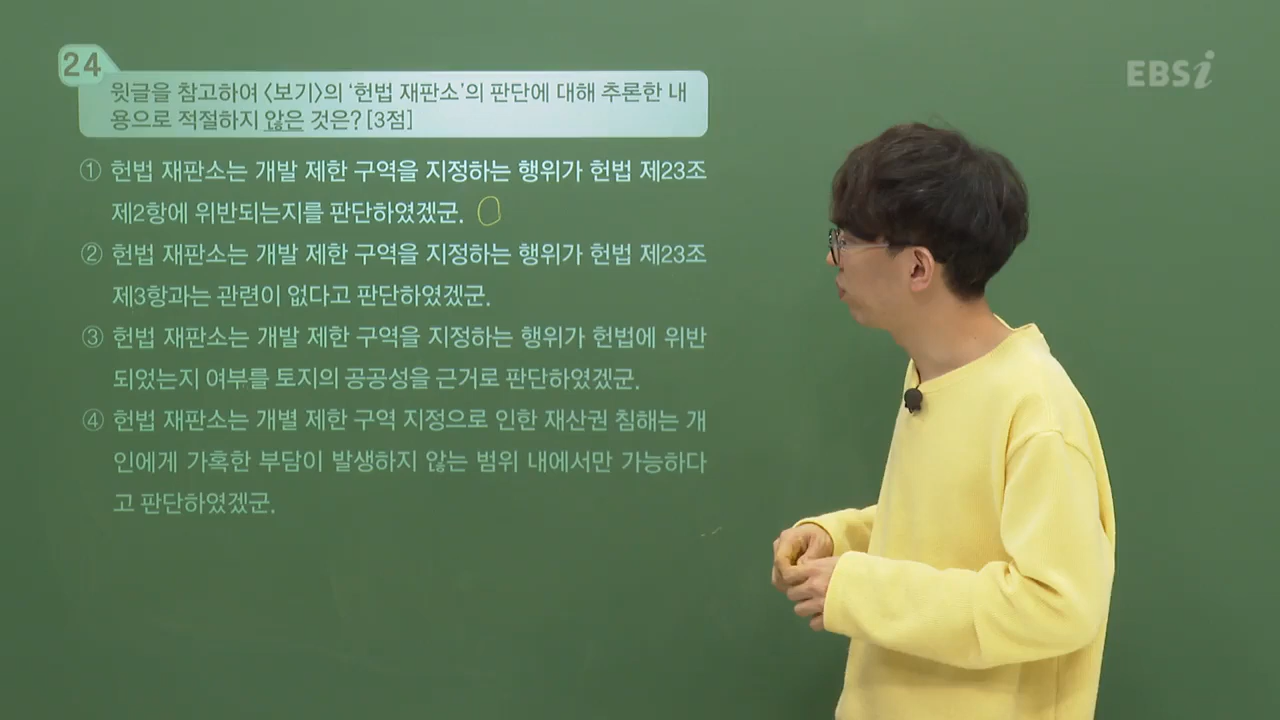 24
EBSi
윗글을 참고하여 <보기>의 '헌법 재판소'의 판단에 대해 추론한 내
용으로 적절하지 않은 것은? [3점]
① 헌법 재판소는 개발 제한 구역을 지정하는 행위가 헌법 제23조
제2항에 위반되는지를 판단하였겠군.
② 헌법 재판소는 개발 제한 구역을 지정하는 행위가 헌법 제23조
제3항과는 관련이 없다고 판단하였겠군.
③ 헌법 재판소는 개발 제한 구역을 지정하는 행위가 헌법에 위반
되었는지 여부를 토지의 공공성을 근거로 판단하였겠군.
④ 헌법 재판소는 개별 제한 구역 지정으로 인한 재산권 침해는 개
인에게 가혹한 부담이 발생하지 않는 범위 내에서만 가능하다
고 판단하였겠군.